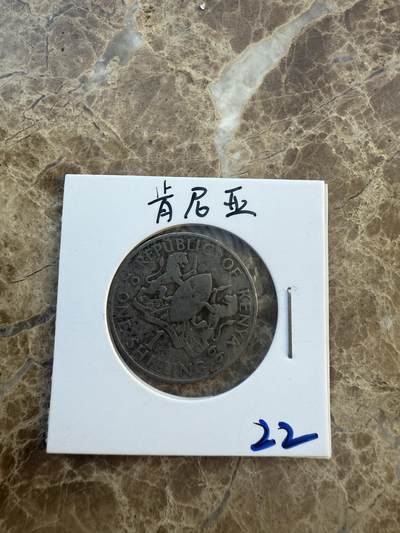 肯尼亚
REPUBLIC OF KENYA
ONE SHILLING
22